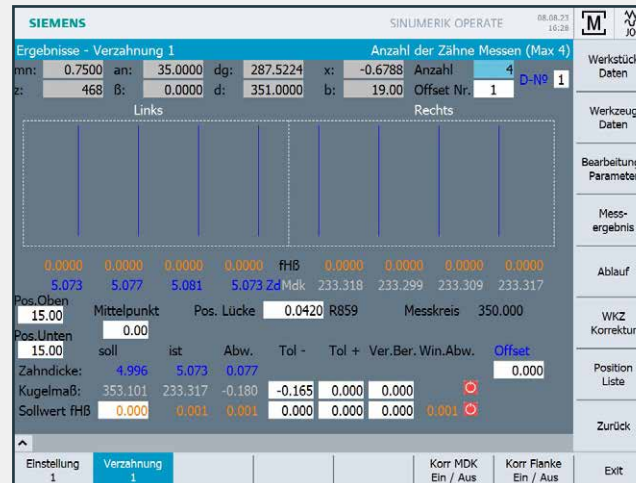 SIEMENS SINUMERIK OPERATE 08.08.23 16:28 M JO
Ergebnisse - Verzahnung 1 Anzahl der Zähne Messen (Max 4)
mn: 0.7500 an: 35.0000 dg: 287.5224 x: -0.6788 Anzahl 4 D-Nº 1
z: 468 ß: 0.0000 d: 351.0000 b: 19.00 Offset Nr. 1
Links Rechts
0.0000 0.0000 0.0000 0.0000 fHß 0.0000 0.0000 0.0000 0.0000
5.073 5.077 5.081 5.073 Zd Mdk 233.318 233.299 233.309 233.317
Pos.Oben
15.00 Mittelpunkt Pos. Lücke 0.0420 R859 Messkreis 350.000
Pos.Unten 0.00
15.00 soll ist Abw. Tol - Tol + Ver.Ber. Win.Abw. Offset
Zahndicke: 4.996 5.073 0.077 0.000
Kugelmaß: 353.101 233.317 -0.180 -0.165 0.000 0.000
Sollwert fHß 0.000 0.001 0.001 0.000 0.000 0.000 0.001
Werkstück
Daten
Werkzeug
Daten
Bearbeitung
Parameter
Mess-
ergebnis
Ablauf
WKZ
Korrektur
Position
Liste
Zurück
Exit
Einstellung
1
Verzahnung
1
Korr MDK
Ein / Aus
Korr Flanke
Ein / Aus